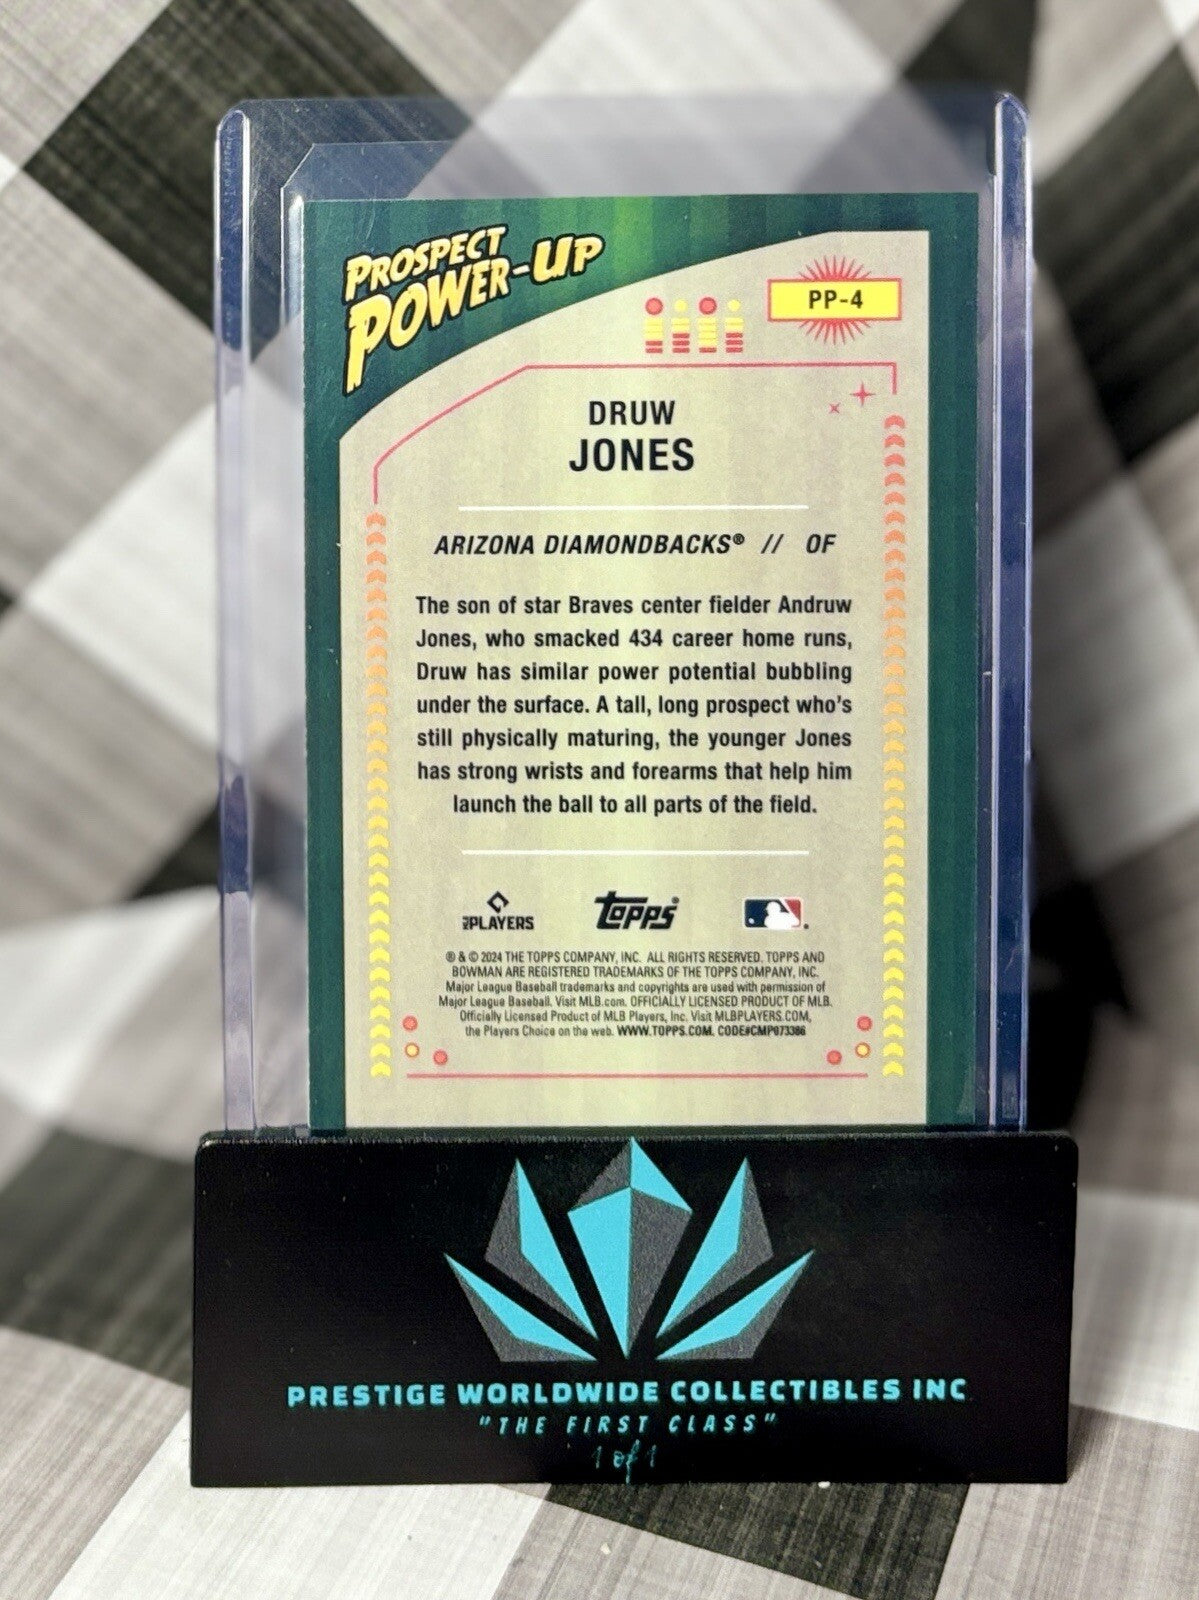 PROSPECT
POWER-UP
PP-4
DRUW
JONES
ARIZONA DIAMONDBACKS® // OF
The son of star Braves center fielder Andruw
Jones, who smacked 434 career home runs,
Druw has similar power potential bubbling
under the surface. A tall, long prospect who's
still physically maturing, the younger Jones
has strong wrists and forearms that help him
launch the ball to all parts of the field.
MLB PLAYERS
Topps
® & © 2024 THE TOPPS COMPANY, INC. ALL RIGHTS RESERVED. TOPPS AND
BOWMAN ARE REGISTERED TRADEMARKS OF THE TOPPS COMPANY, INC.
Major League Baseball trademarks and copyrights are used with permission of
Major League Baseball. Visit MLB.com. OFFICIALLY LICENSED PRODUCT OF MLB
Officially Licensed Product of MLB Players, Inc. Visit MLBPLAYERS.COM,
the Players Choice on the web. WWW.TOPPS.COM. CODE#CMP073386
PRESTIGE WORLDWIDE COLLECTIBLES INC
"THE FIRST CLASS"
1 of 1